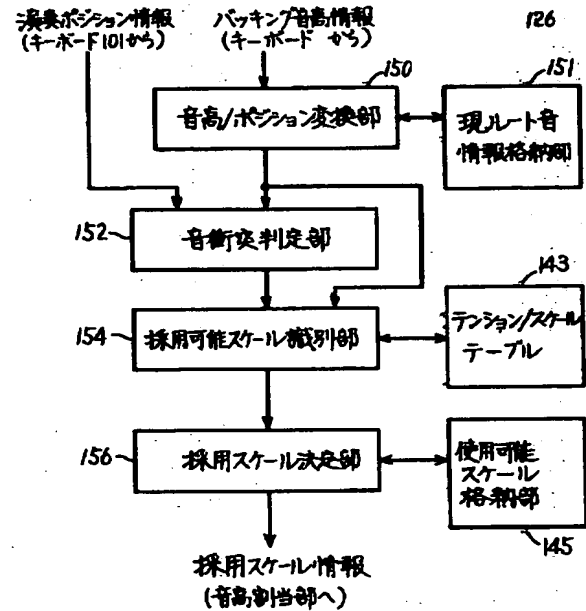 演奏ポジション情報
(キーボード101から)
バッキング音高情報
(キーボード から)
126
150
音高/ポジション変換部
151
現ルート音
情報格納部
152
音衝突判定部
143
154
採用可能スケール識別部
テンション/スケール
テーブル
156
採用スケール決定部
使用可能
スケール
格納部
145
採用スケール情報
(音高割当部へ)